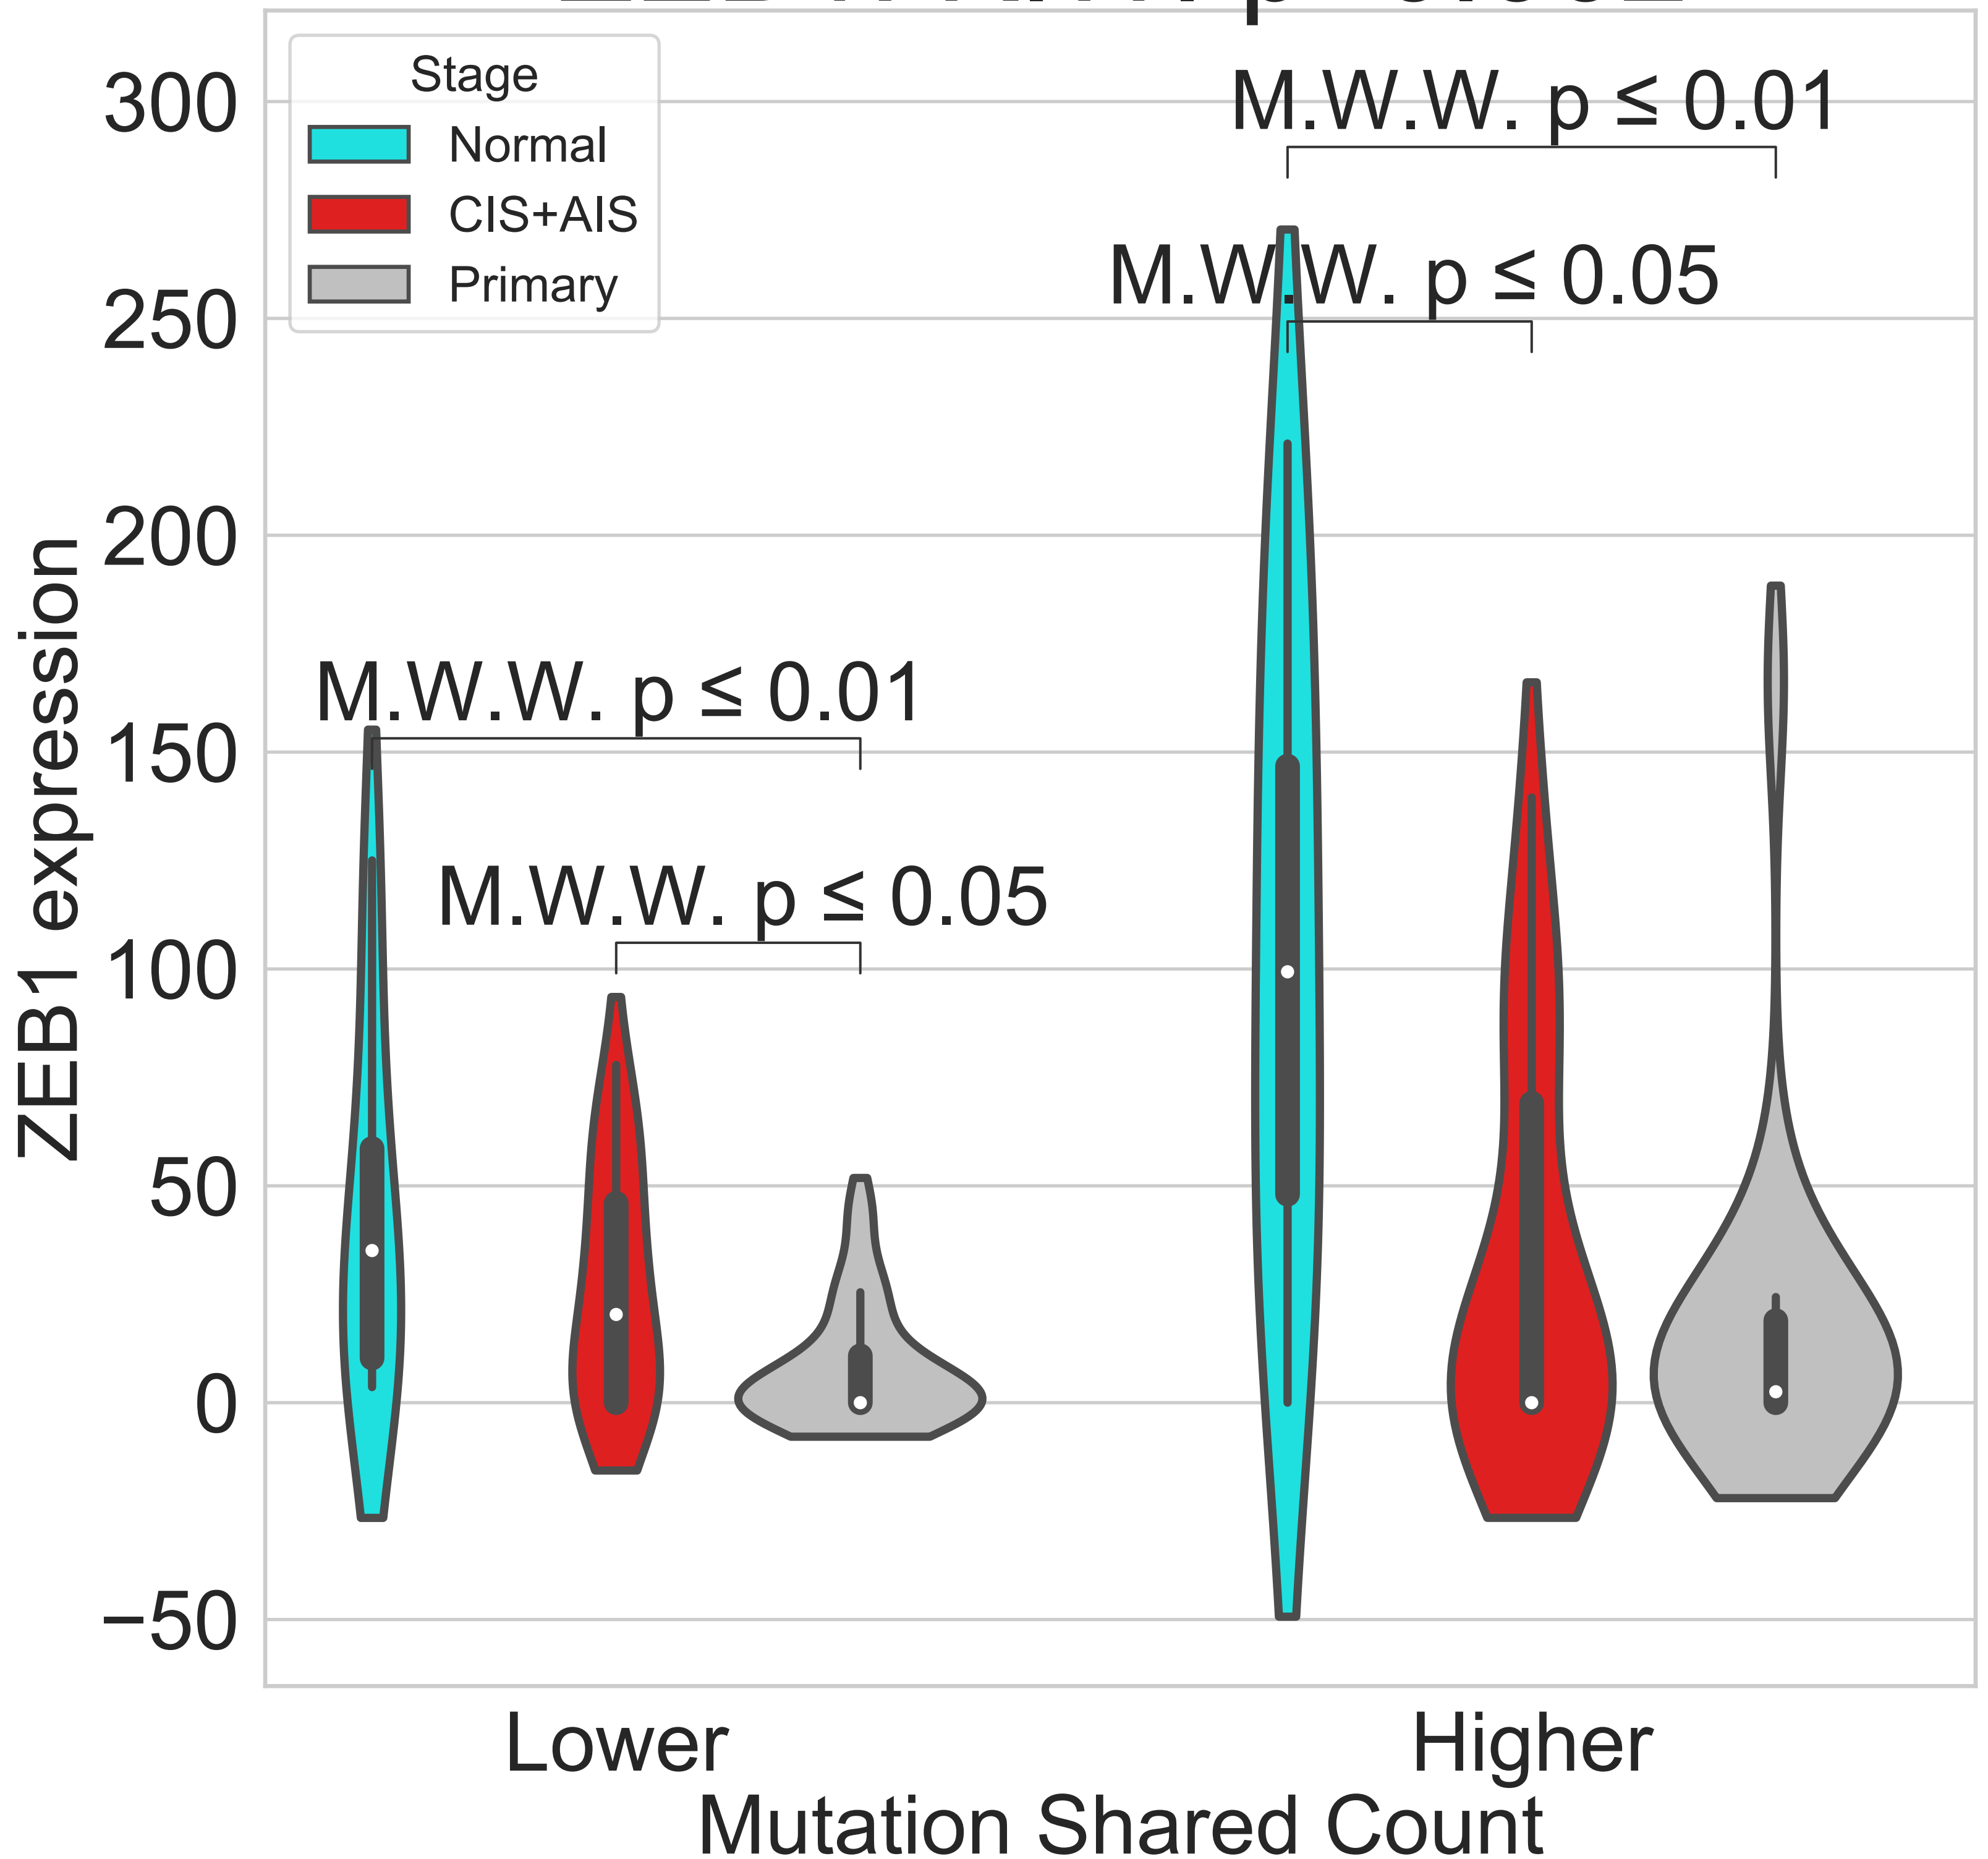 Stage
Normal
CIS+AIS
Primary
M.W.W. p ≤ 0.01
M.W.W. p ≤ 0.05
M.W.W. p ≤ 0.01
M.W.W. p ≤ 0.05
300
250
200
150
100
50
0
−50
ZEB1 expression
Lower
Higher
Mutation Shared Count